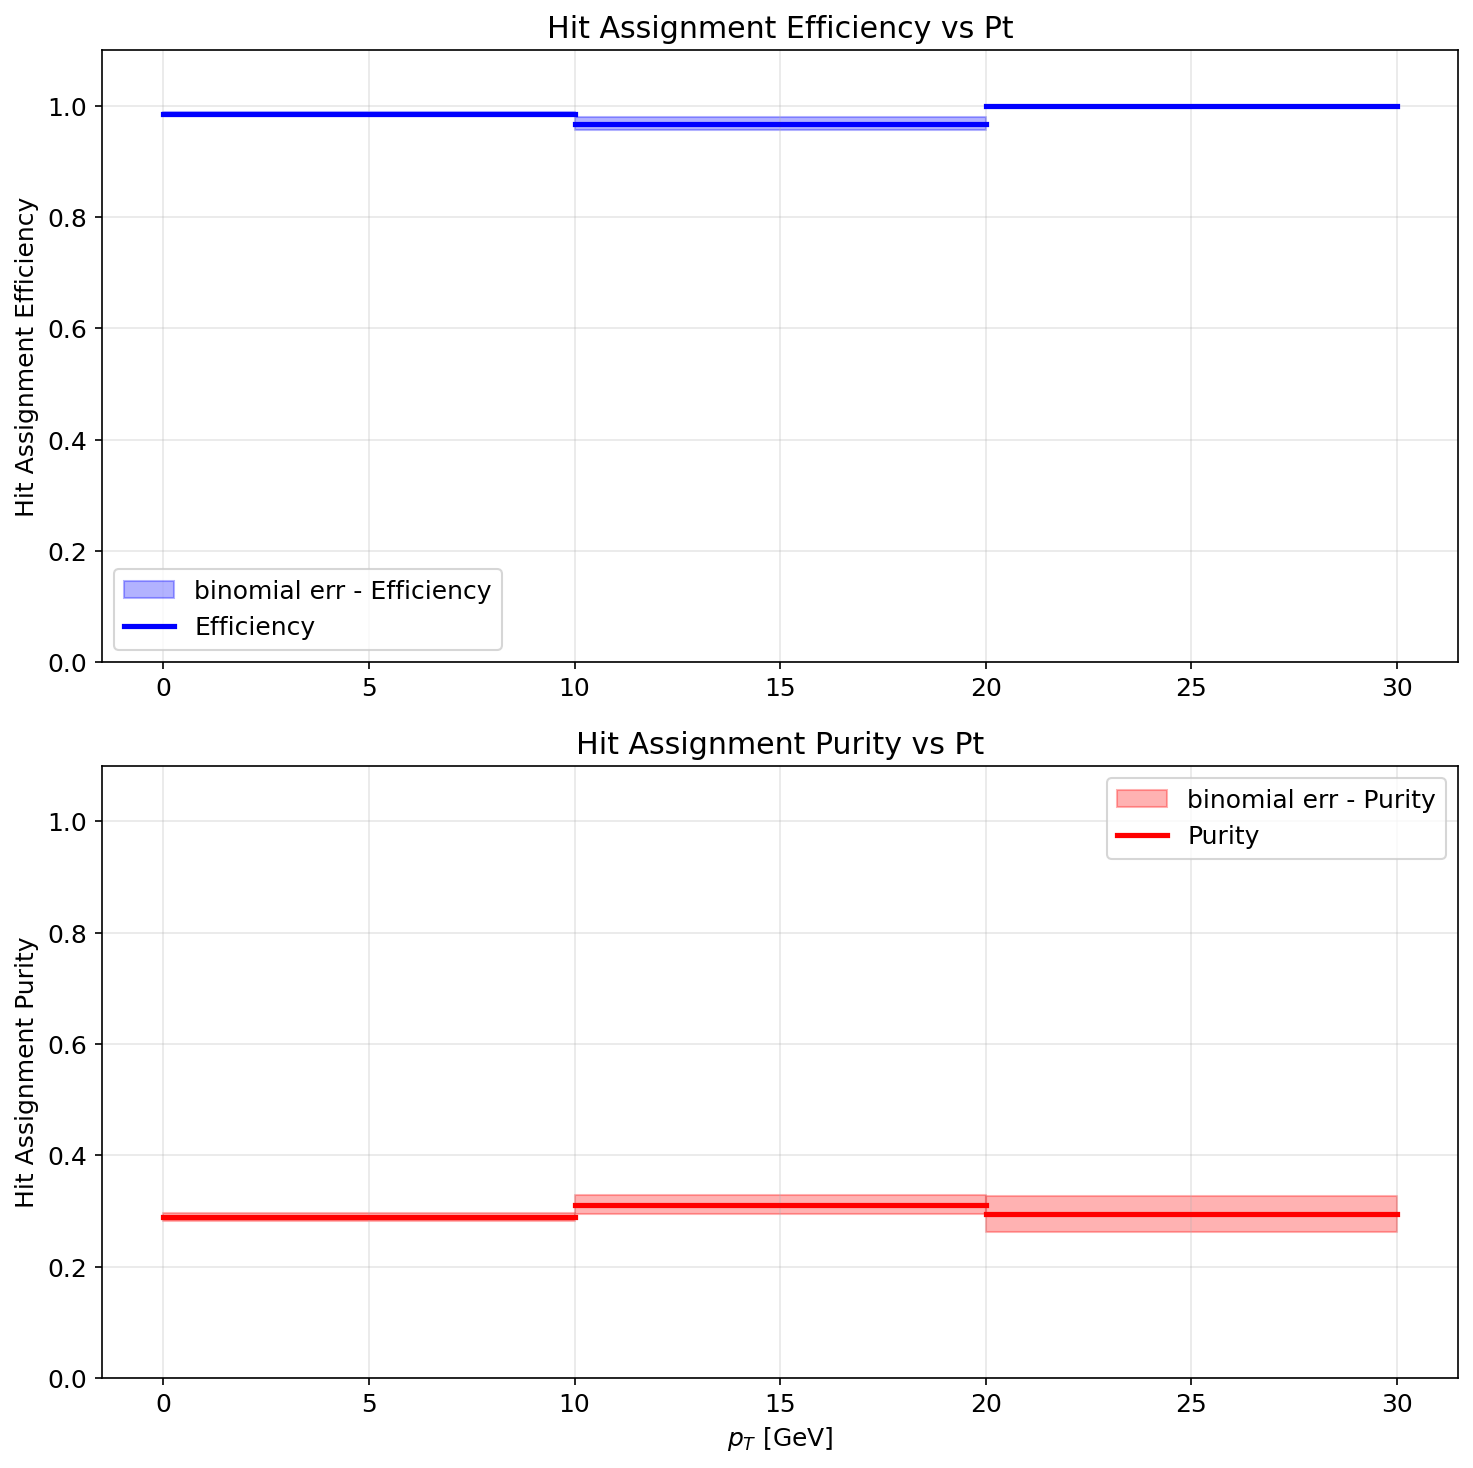 Hit Assignment Efficiency vs Pt
Hit Assignment Efficiency
1.0
0.8
0.6
0.4
0.2
0.0
binomial err - Efficiency
Efficiency
0 5 10 15 20 25 30
Hit Assignment Purity vs Pt
Hit Assignment Purity
1.0
0.8
0.6
0.4
0.2
0.0
binomial err - Purity
Purity
0 5 10 15 20 25 30
p_T [GeV]